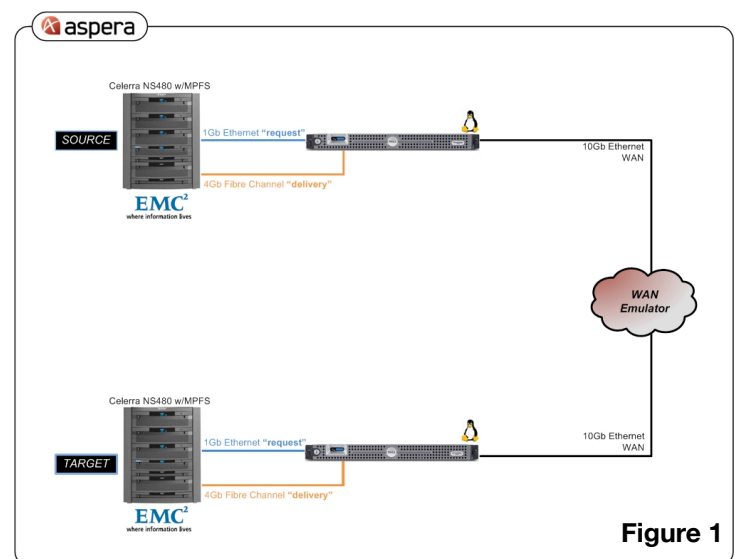 aspera
Celerra NS480 w/MPFS
SOURCE
1Gb Ethernet “request”
4Gb Fibre Channel “delivery”
EMC²
where information lives
10Gb Ethernet
WAN
WAN
Emulator
Celerra NS480 w/MPFS
TARGET
1Gb Ethernet “request”
4Gb Fibre Channel “delivery”
EMC²
where information lives
10Gb Ethernet
WAN
Figure 1